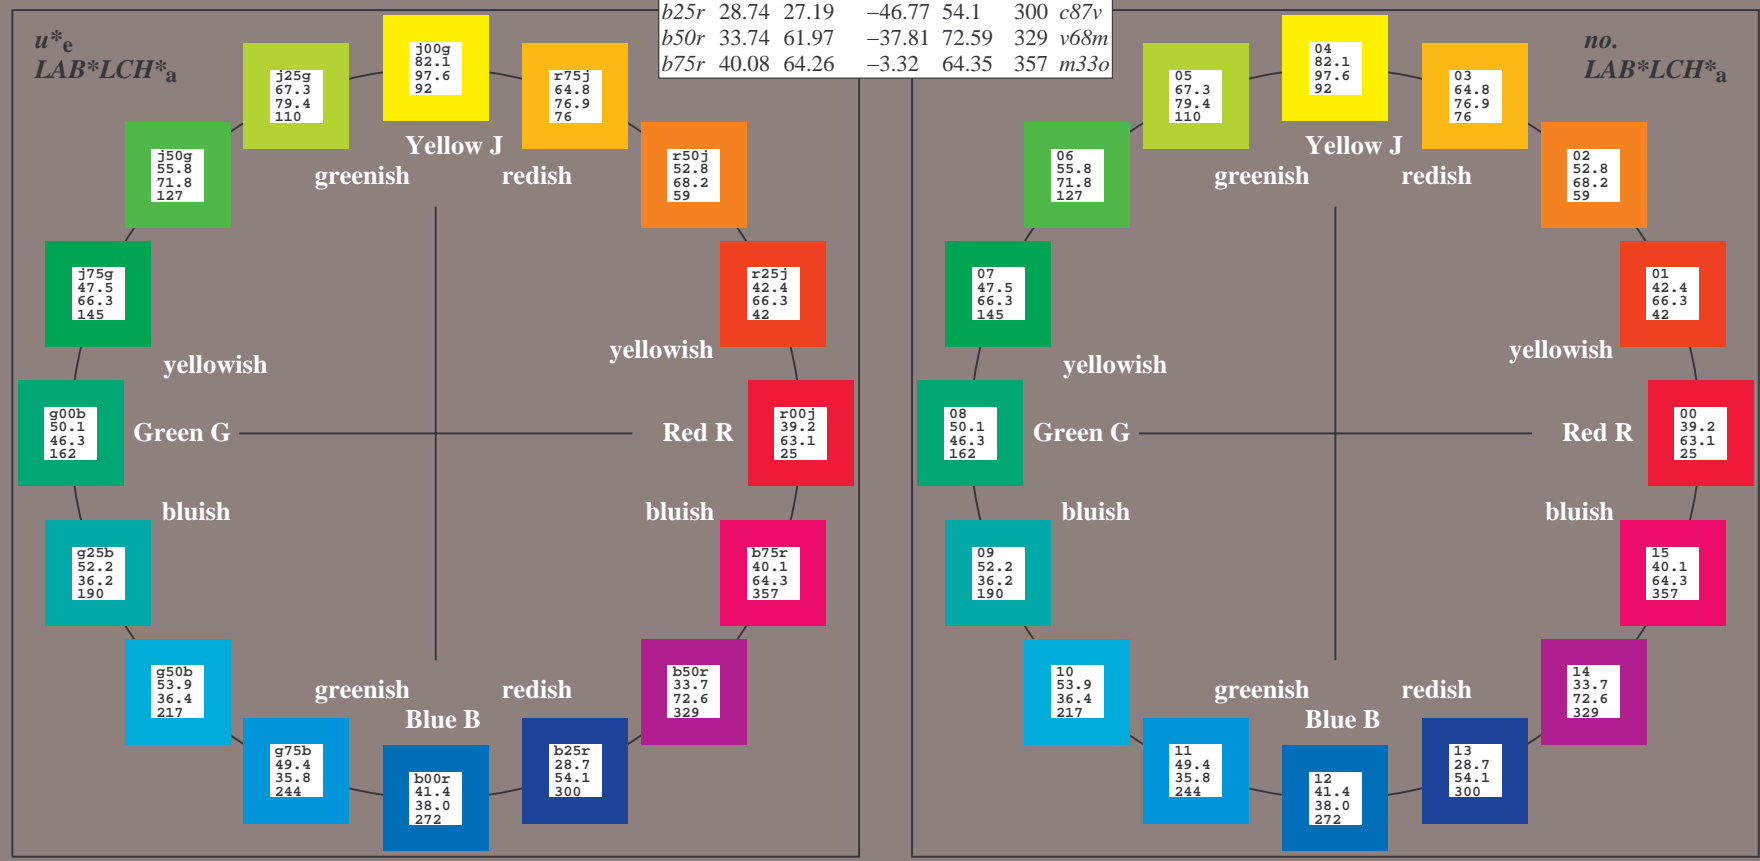 b25r 28.74 27.19 −46.77 54.1 300 c87v
b50r 33.74 61.97 −37.81 72.59 329 v68m
b75r 40.08 64.26 −3.32 64.35 357 m33o
u*e
LAB*LCH*a
j00g
82.1
97.6
92
j25g
67.3
79.4
110
r75j
64.8
76.9
76
Yellow J
greenish redish
j50g
55.8
71.8
127
r50j
52.8
68.2
59
j75g
47.5
66.3
145
r25j
42.4
66.3
42
yellowish yellowish
g00b
50.1
46.3
162
Green G
Red R
r00j
39.2
63.1
25
bluish bluish
g25b
52.2
36.2
190
b75r
40.1
64.3
357
g50b
53.9
36.4
217
b50r
33.7
72.6
329
greenish redish
Blue B
g75b
49.4
35.8
244
b00r
41.4
38.0
272
b25r
28.7
54.1
300
no.
LAB*LCH*a
04
82.1
97.6
92
05
67.3
79.4
110
03
64.8
76.9
76
Yellow J
greenish redish
06
55.8
71.8
127
02
52.8
68.2
59
07
47.5
66.3
145
01
42.4
66.3
42
yellowish yellowish
08
50.1
46.3
162
Green G
Red R
00
39.2
63.1
25
bluish bluish
09
52.2
36.2
190
15
40.1
64.3
357
10
53.9
36.4
217
14
33.7
72.6
329
greenish redish
Blue B
11
49.4
35.8
244
12
41.4
38.0
272
13
28.7
54.1
300